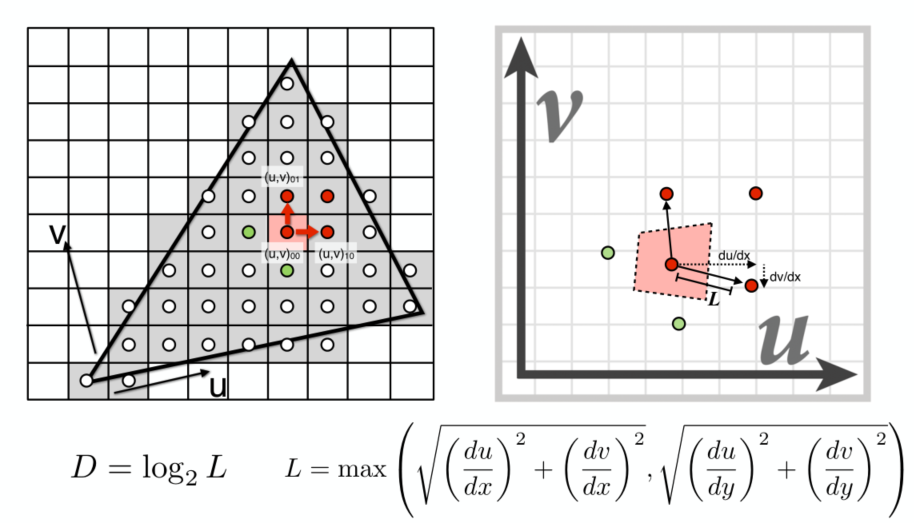 (u,v)01
v
(u,v)00 (u,v)10
u
v
du/dx
dv/dx
L
u
D = log₂ L
L = max ( √( (du/dx)² + (dv/dx)² ), √( (du/dy)² + (dv/dy)² ) )